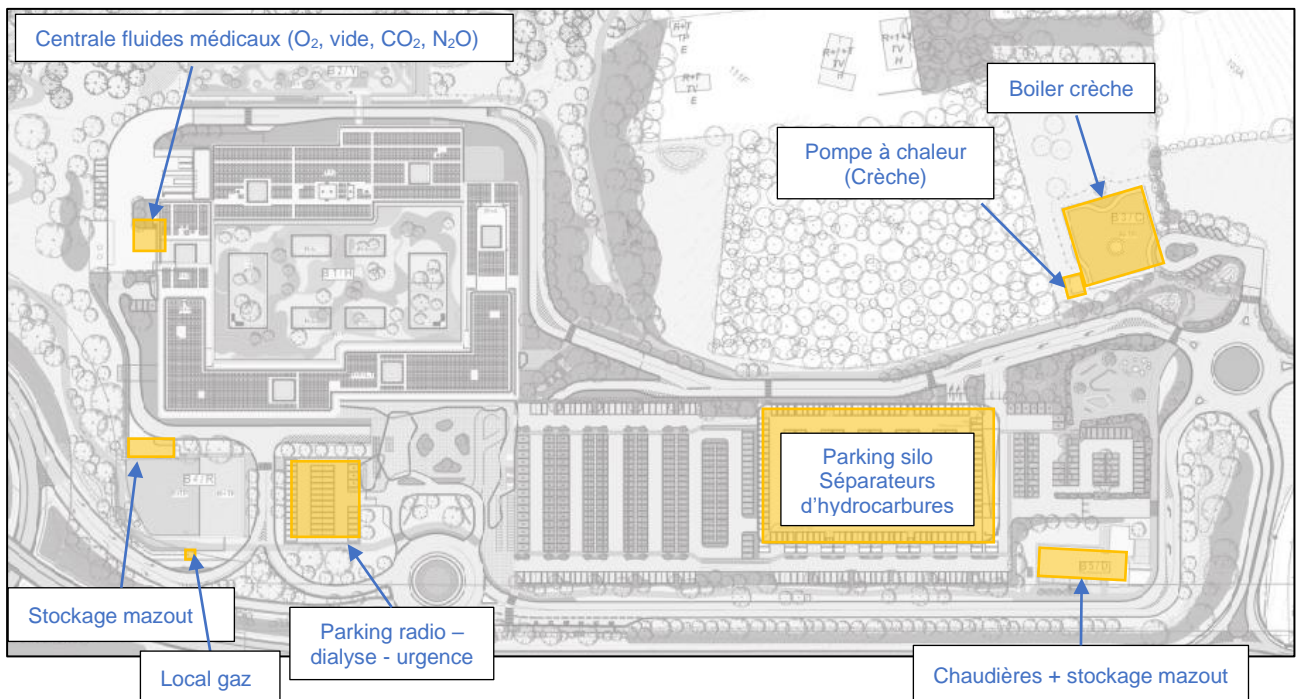 Centrale fluides médicaux (O₂, vide, CO₂, N₂O)
Boiler crèche
Pompe à chaleur
(Crèche)
Parking silo
Séparateurs
d'hydrocarbures
Stockage mazout
Parking radio –
dialyse - urgence
Local gaz
Chaudières + stockage mazout